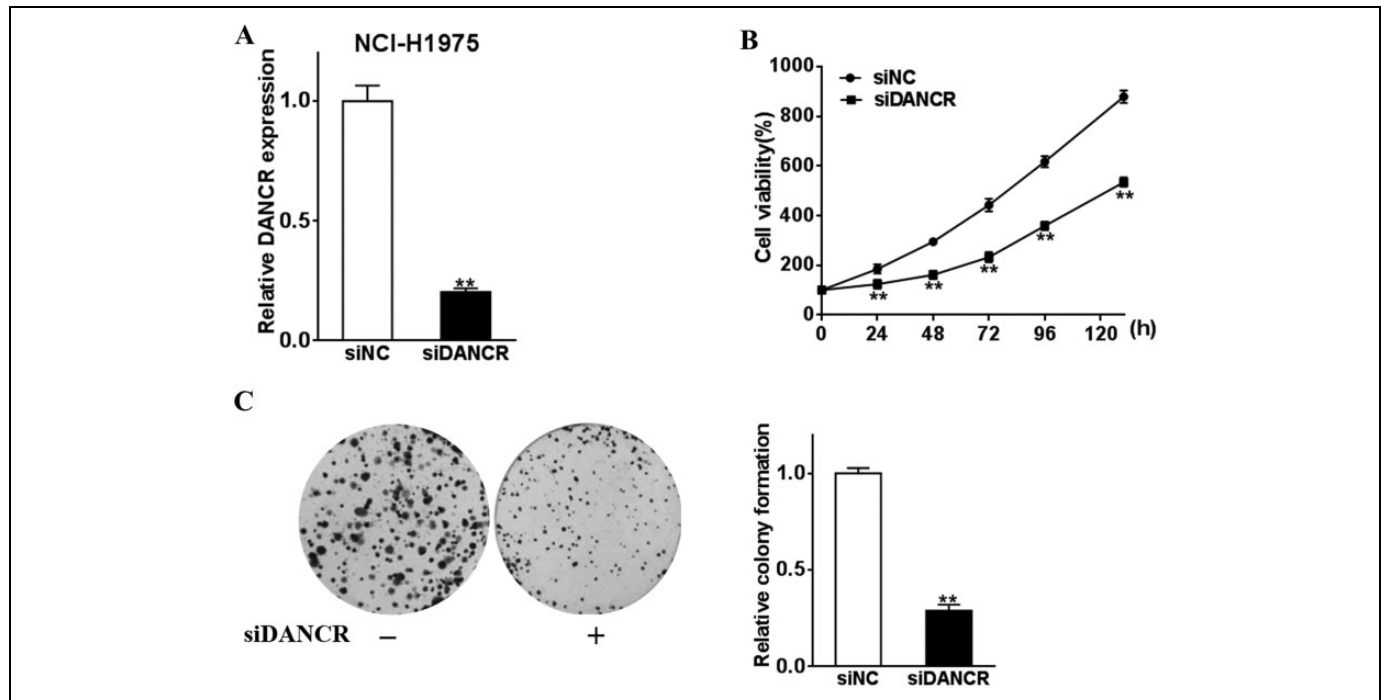 A
NCI-H1975
Relative DANCR expression
1.0
0.5
0.0
**
siNC
siDANCR
B
1000
800
600
400
200
0
Cell viability(%)
siNC
siDANCR
**
**
**
**
**
0 24 48 72 96 120 (h)
C
siDANCR − +
Relative colony formation
1.0
0.5
0.0
**
siNC
siDANCR